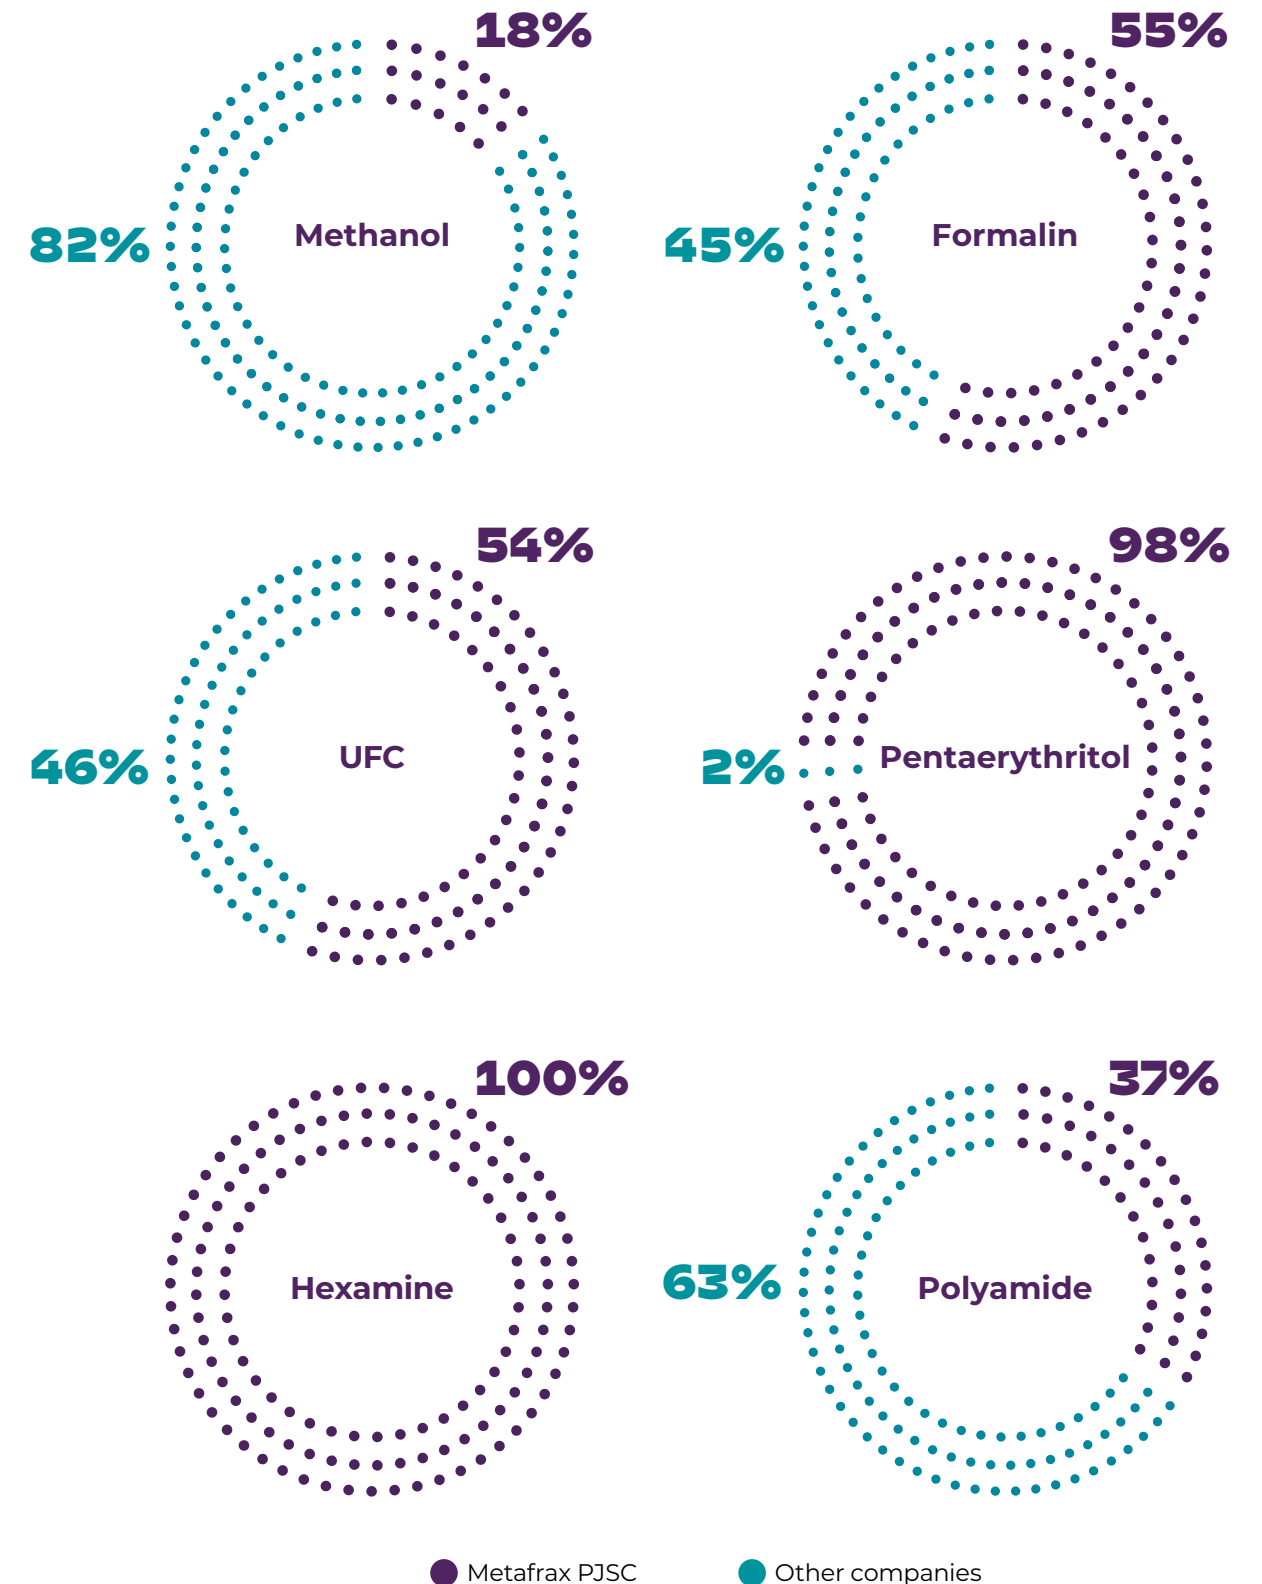 18%
82%
Methanol
55%
45%
Formalin
54%
46%
UFC
98%
2%
Pentaerythritol
100%
Hexamine
37%
63%
Polyamide
Metafrax PJSC
Other companies